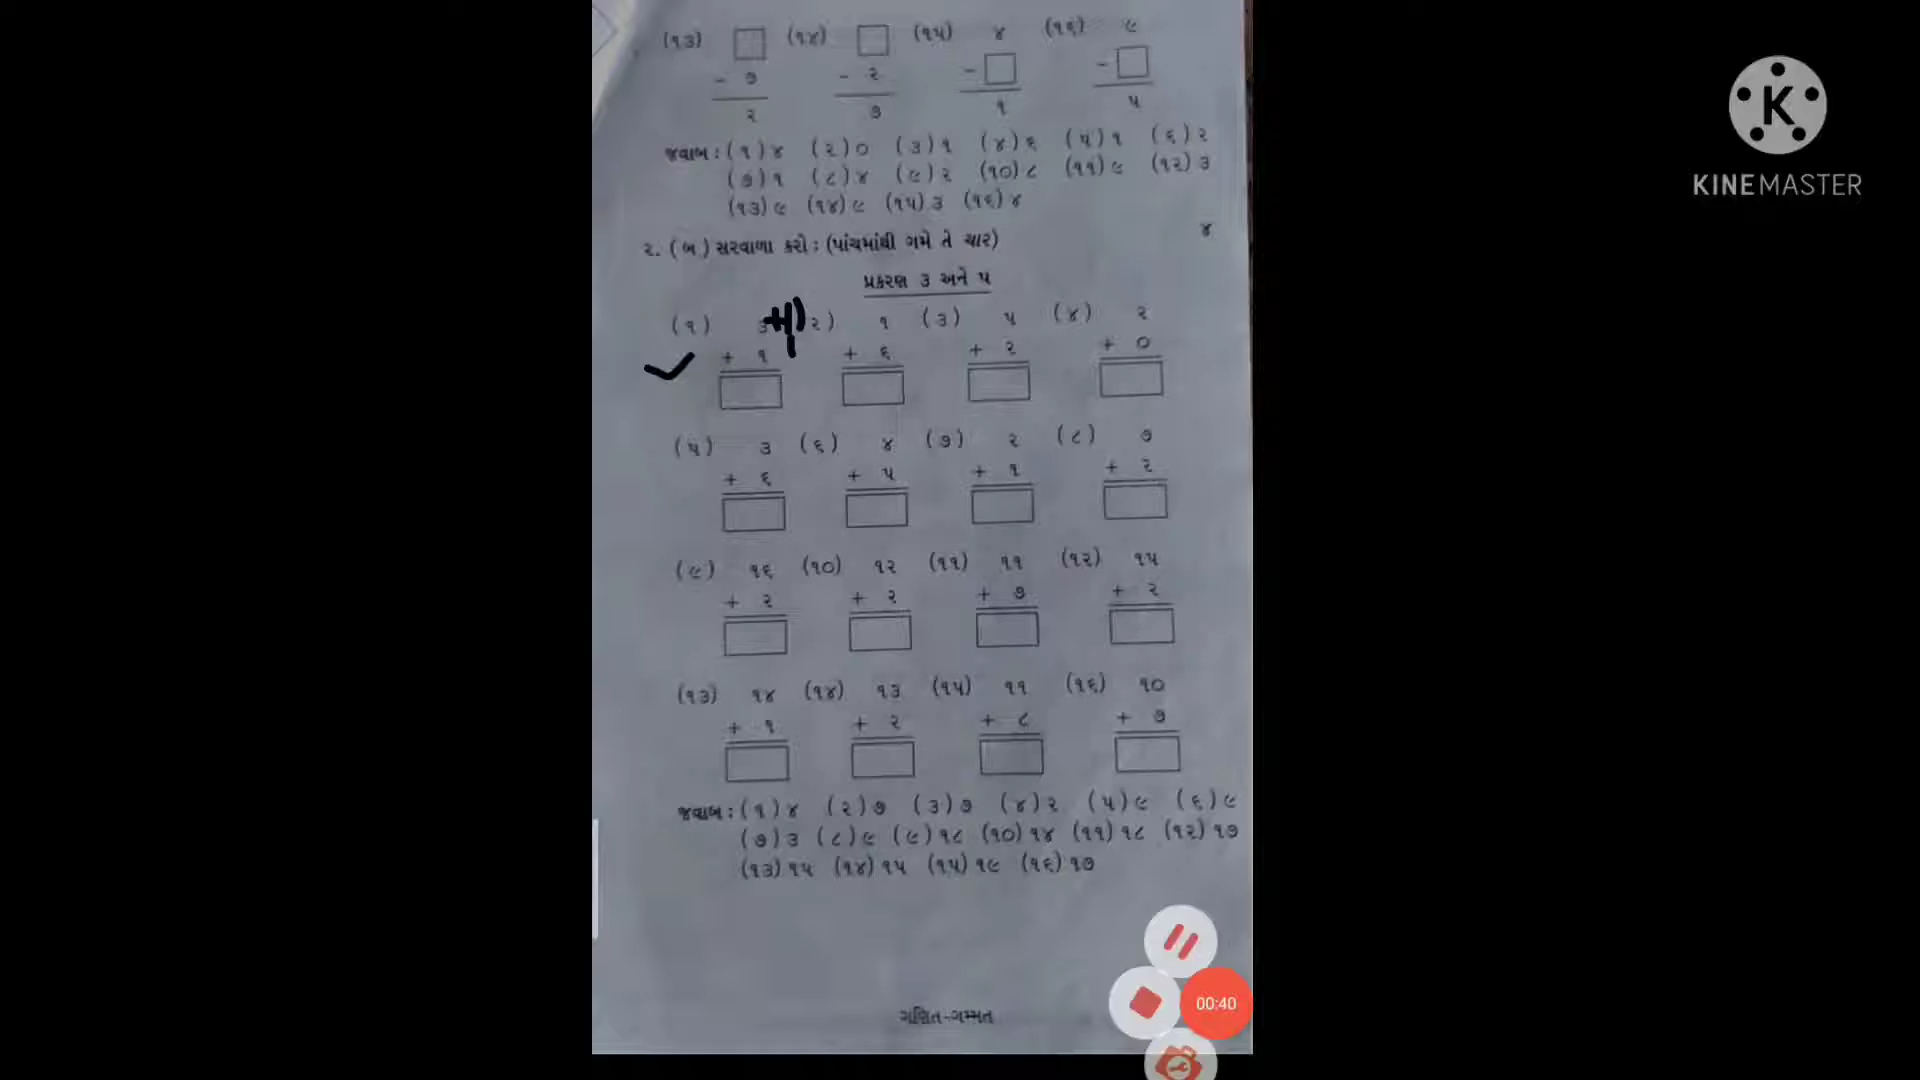 (૧૩) □ (૧૪) □ (૧૫) ૪ (૧૬) ૯
- ૭ - ૨ - □ - □
૨ ૭ ૧ ૫
જવાબ : (૧) ૪ (૨) ૦ (૩) ૧ (૪) ૬ (૫) ૧ (૬) ૨
(૭) ૧ (૮) ૪ (૯) ૨ (૧૦) ૮ (૧૧) ૯ (૧૨) ૩
(૧૩) ૯ (૧૪) ૯ (૧૫) ૩ (૧૬) ૪
૨. (બ) સરવાળા કરો : (પાંચમાંથી ગમે તે ચાર) ૪
પ્રકરણ ૩ અને ૫
(૧) ૩ ૨) ૧ (૩) ૫ (૪) ૨
+ ૧ + ૬ + ૨ + ૦
(૫) ૩ (૬) ૪ (૭) ૨ (૮) ૭
+ ૬ + ૫ + ૧ + ૨
(૯) ૧૬ (૧૦) ૧૨ (૧૧) ૧૧ (૧૨) ૧૫
+ ૨ + ૨ + ૭ + ૨
(૧૩) ૧૪ (૧૪) ૧૩ (૧૫) ૧૧ (૧૬) ૧૦
+ ૧ + ૨ + ૮ + ૭
જવાબ : (૧) ૪ (૨) ૭ (૩) ૭ (૪) ૨ (૫) ૯ (૬) ૯
(૭) ૩ (૮) ૯ (૯) ૧૮ (૧૦) ૧૪ (૧૧) ૧૮ (૧૨) ૧૭
(૧૩) ૧૫ (૧૪) ૧૫ (૧૫) ૧૯ (૧૬) ૧૭
ગણિત-ગમ્મત
00:40
K
KINEMASTER